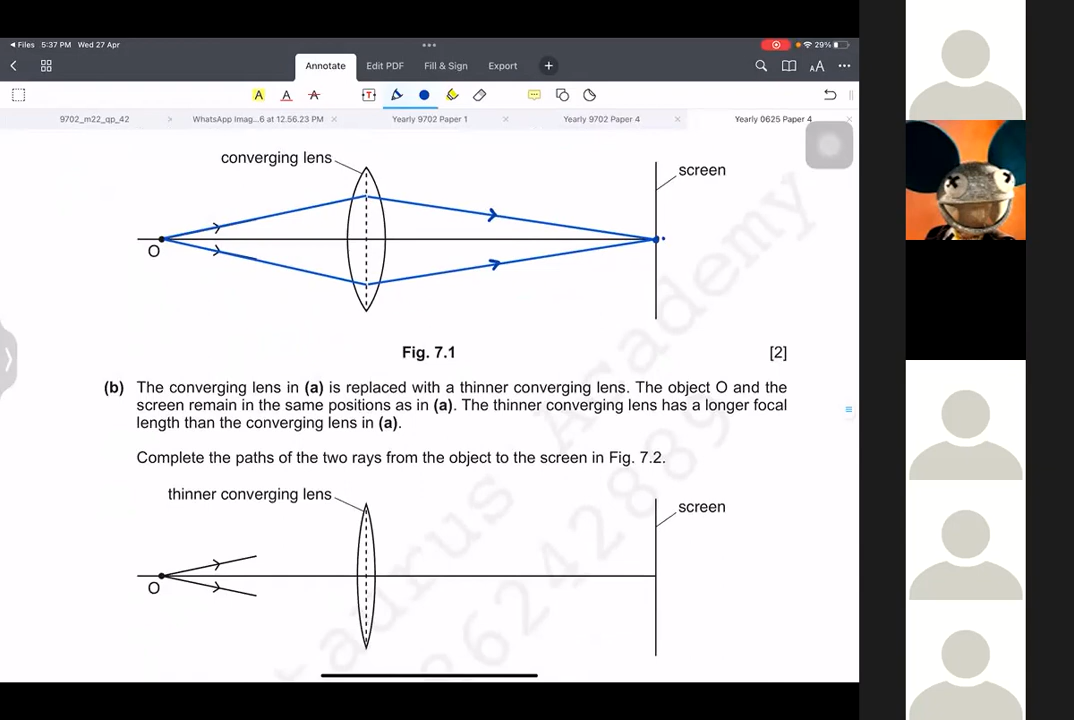 Files 5:37 PM Wed 27 Apr
29%
Annotate Edit PDF Fill & Sign Export
9702_m22_qp_42 WhatsApp Imag...6 at 12.56.23 PM Yearly 9702 Paper 1 Yearly 9702 Paper 4 Yearly 0625 Paper 4
converging lens
screen
O
Fig. 7.1 [2]
(b) The converging lens in (a) is replaced with a thinner converging lens. The object O and the
screen remain in the same positions as in (a). The thinner converging lens has a longer focal
length than the converging lens in (a).
Complete the paths of the two rays from the object to the screen in Fig. 7.2.
thinner converging lens
screen
O
Academy